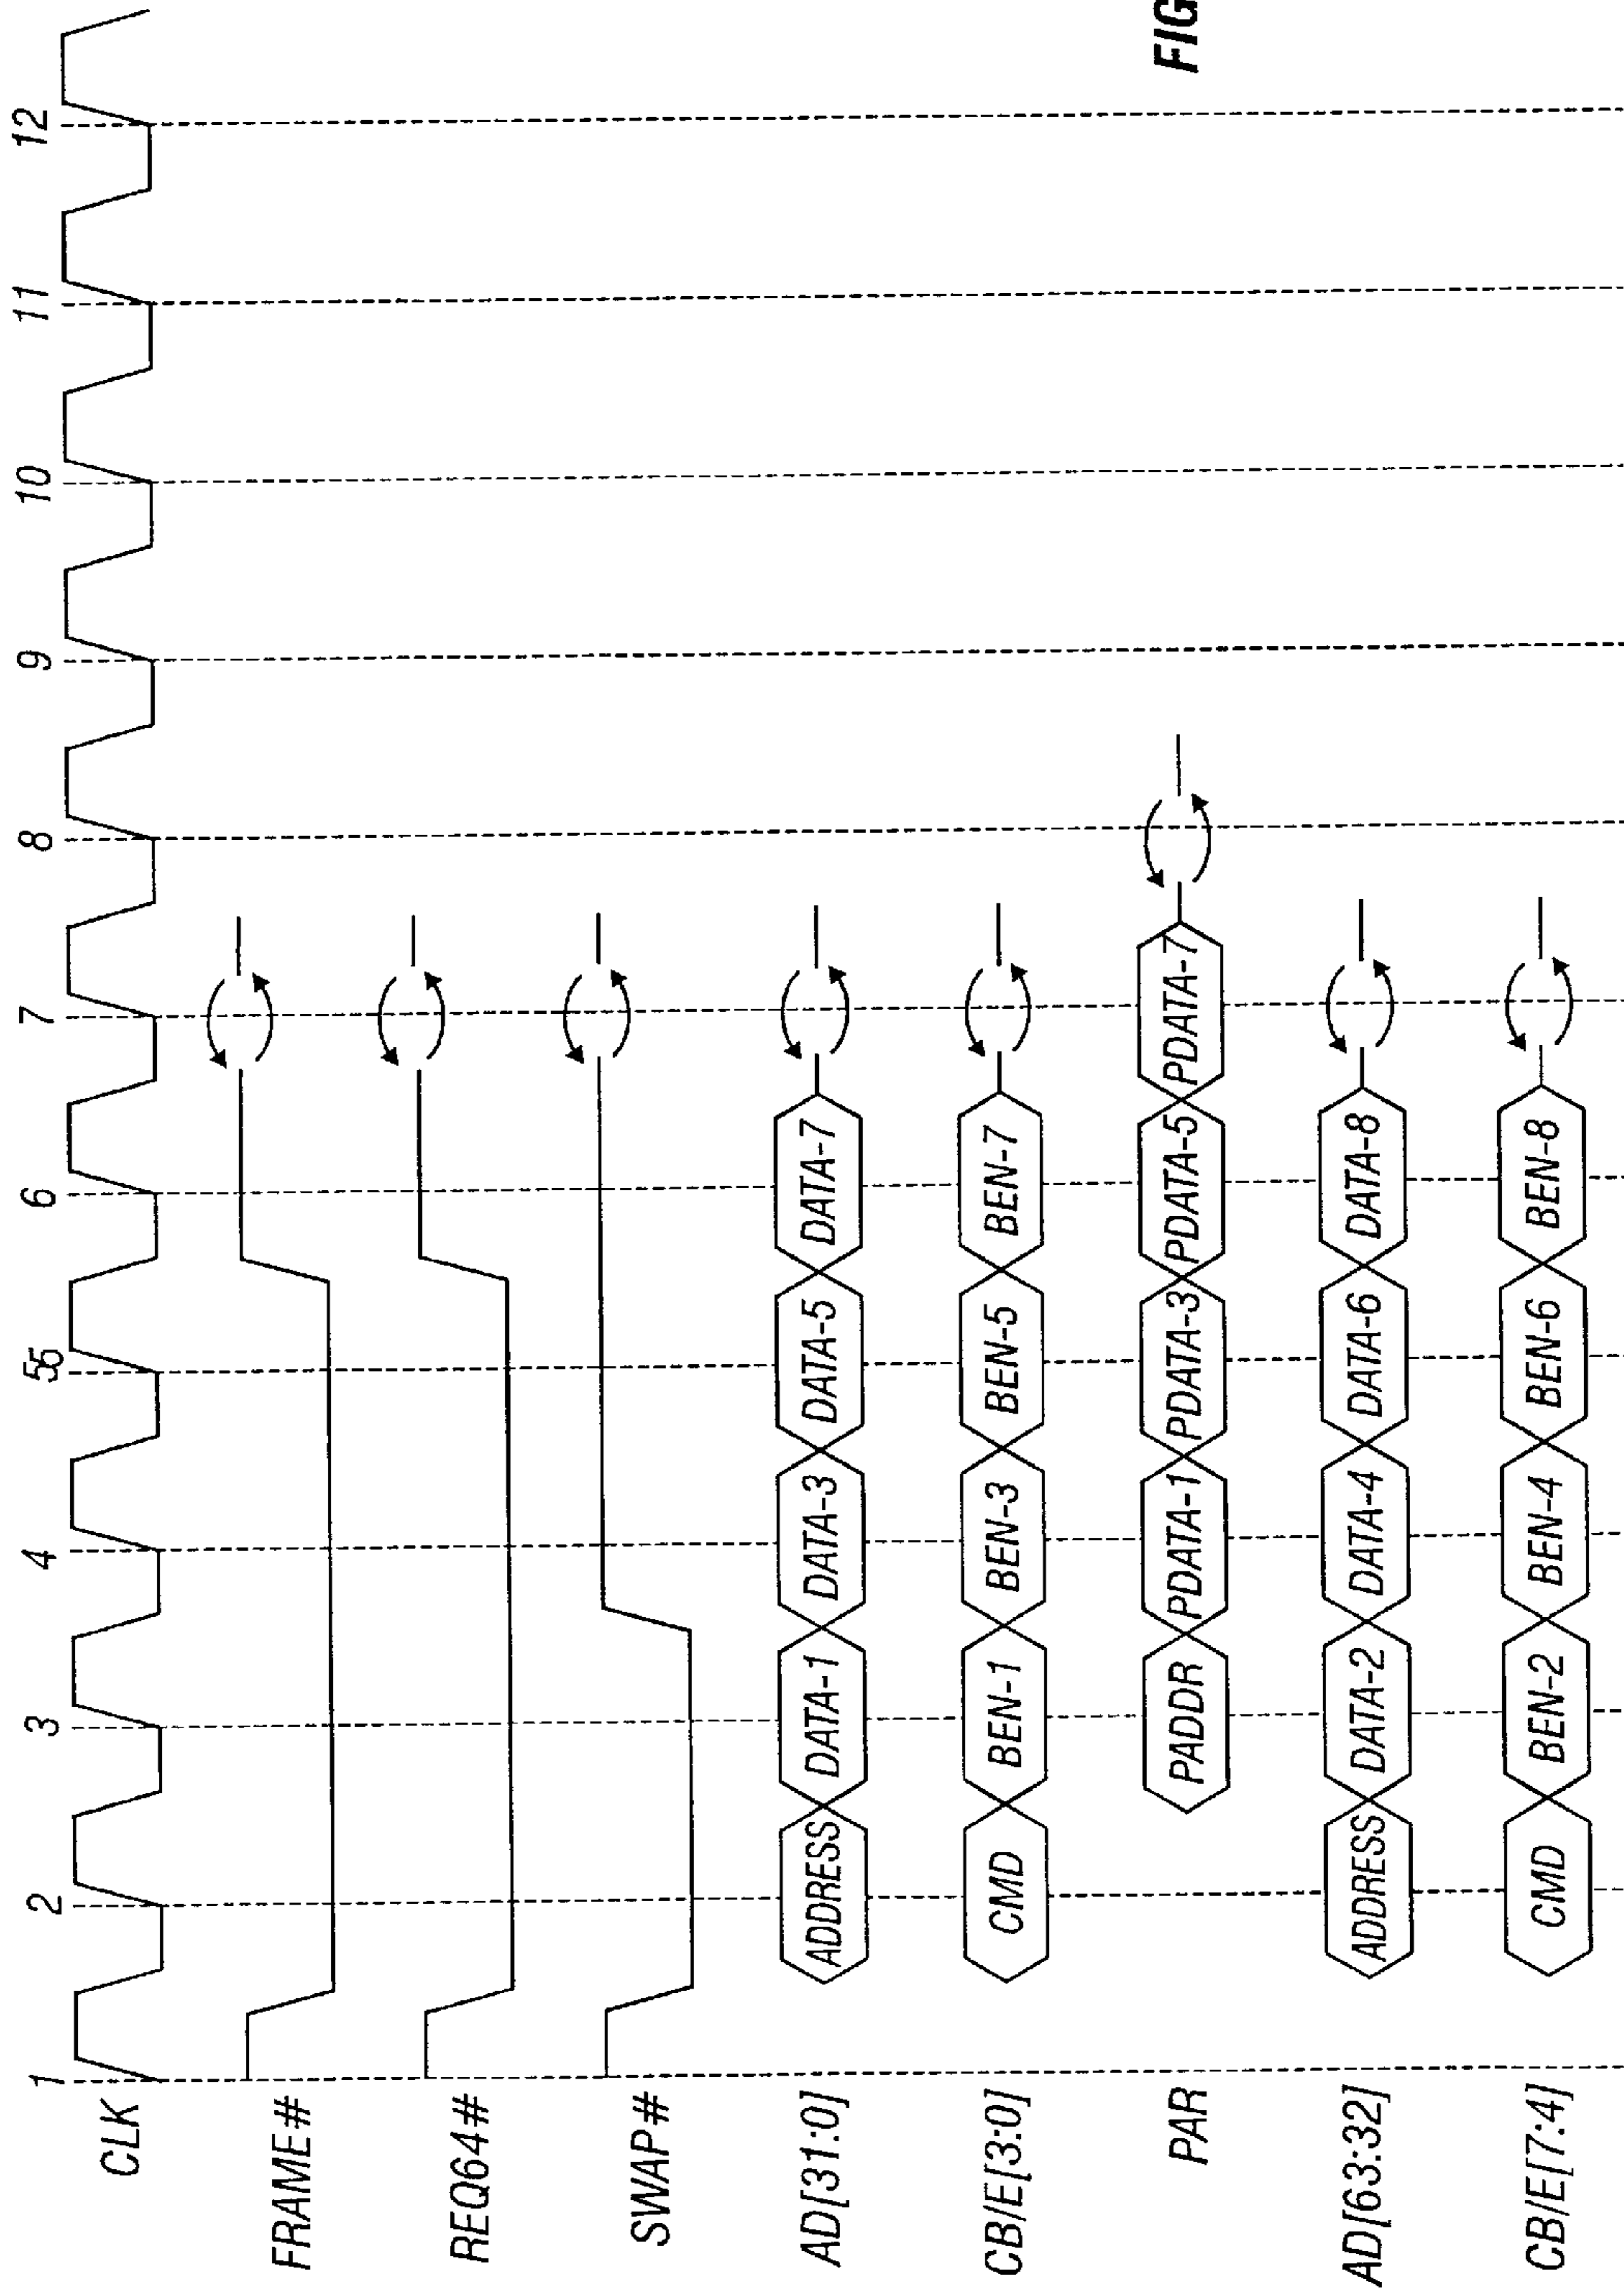 1 2 3 4 55 6 7 8 9 10 11 12
CLK
FRAME#
REQ64#
SWAP#
AD[31:0] ADDRESS DATA-1 DATA-3 DATA-5 DATA-7
CB/E[3:0] CMD BEN-1 BEN-3 BEN-5 BEN-7
PAR PADDR PDATA-1 PDATA-3 PDATA-5 PDATA-7
FIG
AD[63:32] ADDRESS DATA-2 DATA-4 DATA-6 DATA-8
CB/E[7:4] CMD BEN-2 BEN-4 BEN-6 BEN-8